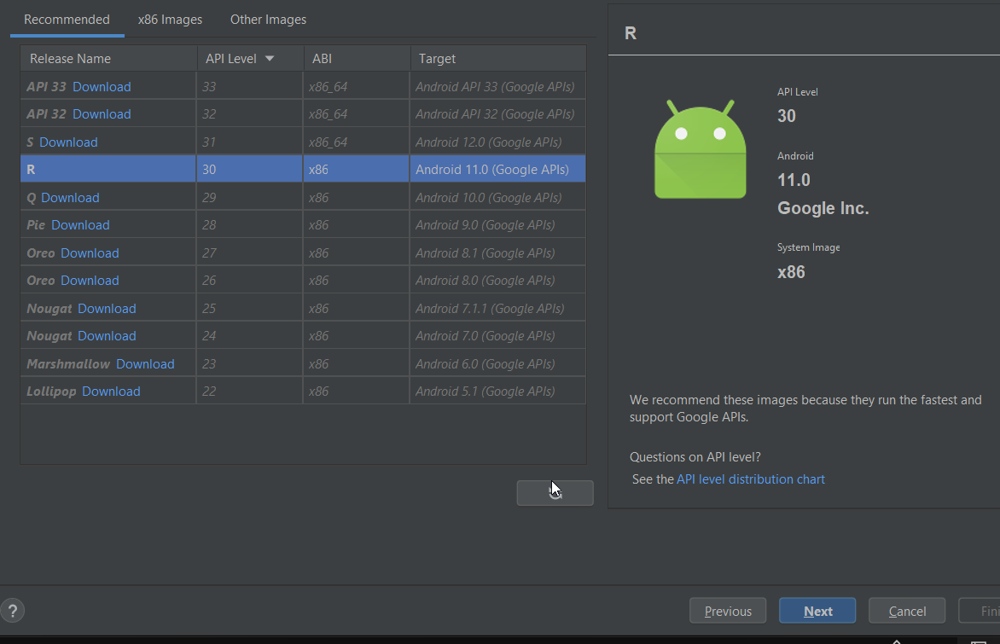 Recommended x86 Images Other Images
Release Name API Level ABI Target
API 33 Download 33 x86_64 Android API 33 (Google APIs)
API 32 Download 32 x86_64 Android API 32 (Google APIs)
S Download 31 x86_64 Android 12.0 (Google APIs)
R 30 x86 Android 11.0 (Google APIs)
Q Download 29 x86 Android 10.0 (Google APIs)
Pie Download 28 x86 Android 9.0 (Google APIs)
Oreo Download 27 x86 Android 8.1 (Google APIs)
Oreo Download 26 x86 Android 8.0 (Google APIs)
Nougat Download 25 x86 Android 7.1.1 (Google APIs)
Nougat Download 24 x86 Android 7.0 (Google APIs)
Marshmallow Download 23 x86 Android 6.0 (Google APIs)
Lollipop Download 22 x86 Android 5.1 (Google APIs)
R
API Level
30
Android
11.0
Google Inc.
System Image
x86
We recommend these images because they run the fastest and
support Google APIs.
Questions on API level?
See the API level distribution chart
? Previous Next Cancel Fini